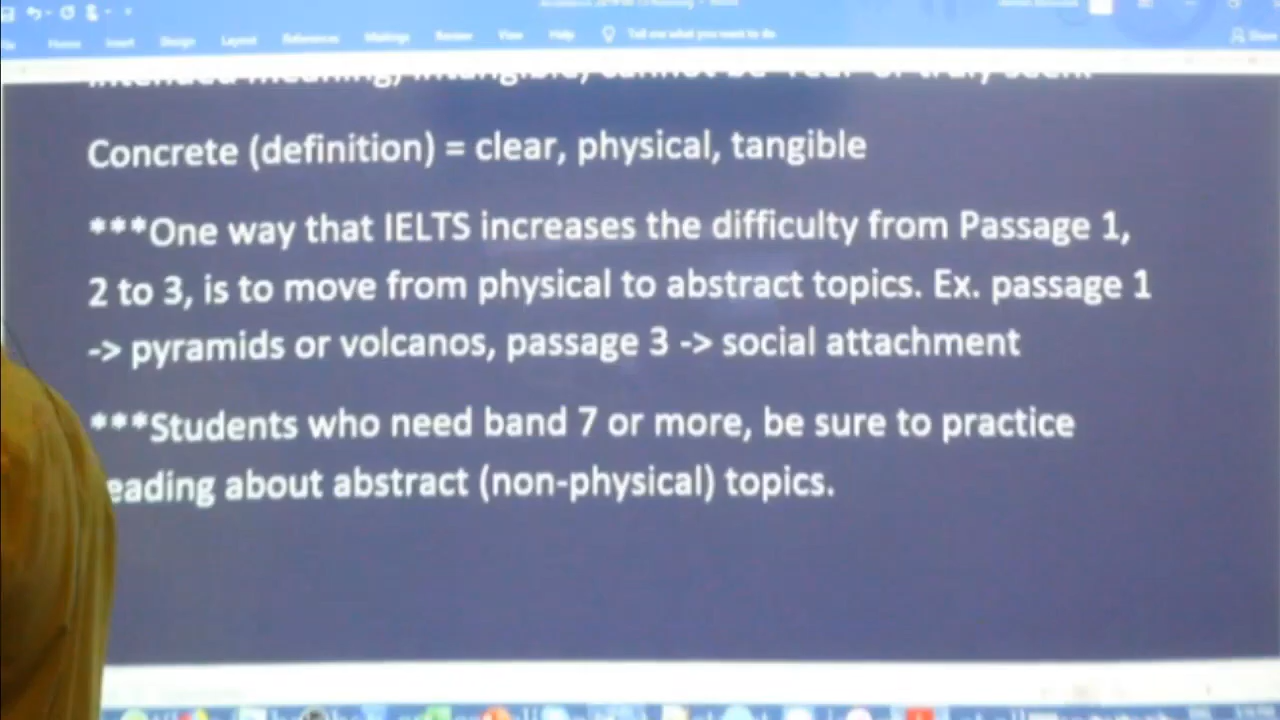 Home Insert Design Layout References Mailings Review View Help Tell me what you want to do Share
Concrete (definition) = clear, physical, tangible
***One way that IELTS increases the difficulty from Passage 1,
2 to 3, is to move from physical to abstract topics. Ex. passage 1
-> pyramids or volcanos, passage 3 -> social attachment
***Students who need band 7 or more, be sure to practice
eading about abstract (non-physical) topics.